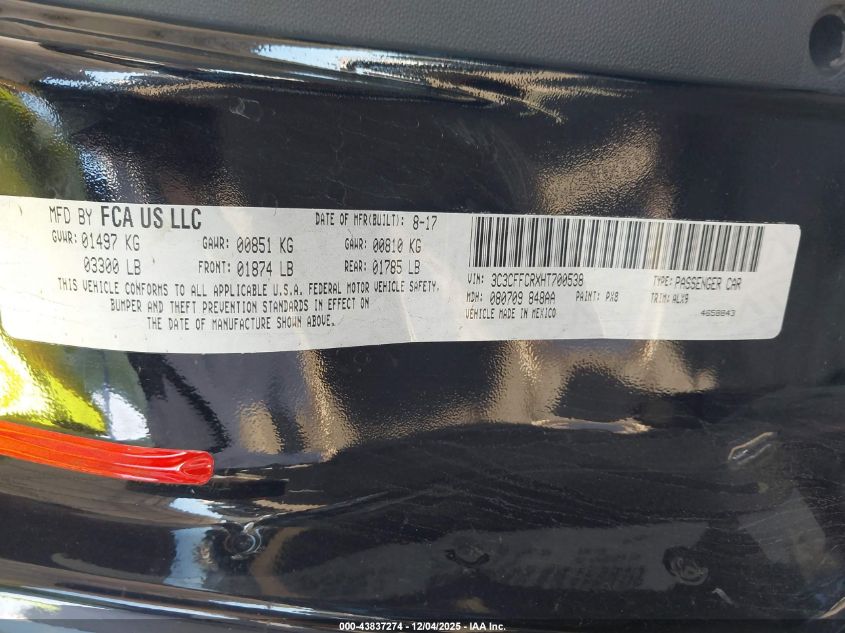 MFD BY FCA US LLC DATE OF MFR(BUILT): 8-17
GVWR: 01497 KG GAWR: 00851 KG GAWR: 00810 KG
03300 LB FRONT: 01874 LB REAR: 01785 LB
THIS VEHICLE CONFORMS TO ALL APPLICABLE U.S.A. FEDERAL MOTOR VEHICLE SAFETY,
BUMPER AND THEFT PREVENTION STANDARDS IN EFFECT ON
THE DATE OF MANUFACTURE SHOWN ABOVE.
VIN: 3C3CFFCRXHT700538 TYPE: PASSENGER CAR
MDH: 080709 848AA PAINT: PX8 TRIM: ALX9
VEHICLE MADE IN MEXICO 4658843
000-43837274 - 12/04/2025 - IAA Inc.